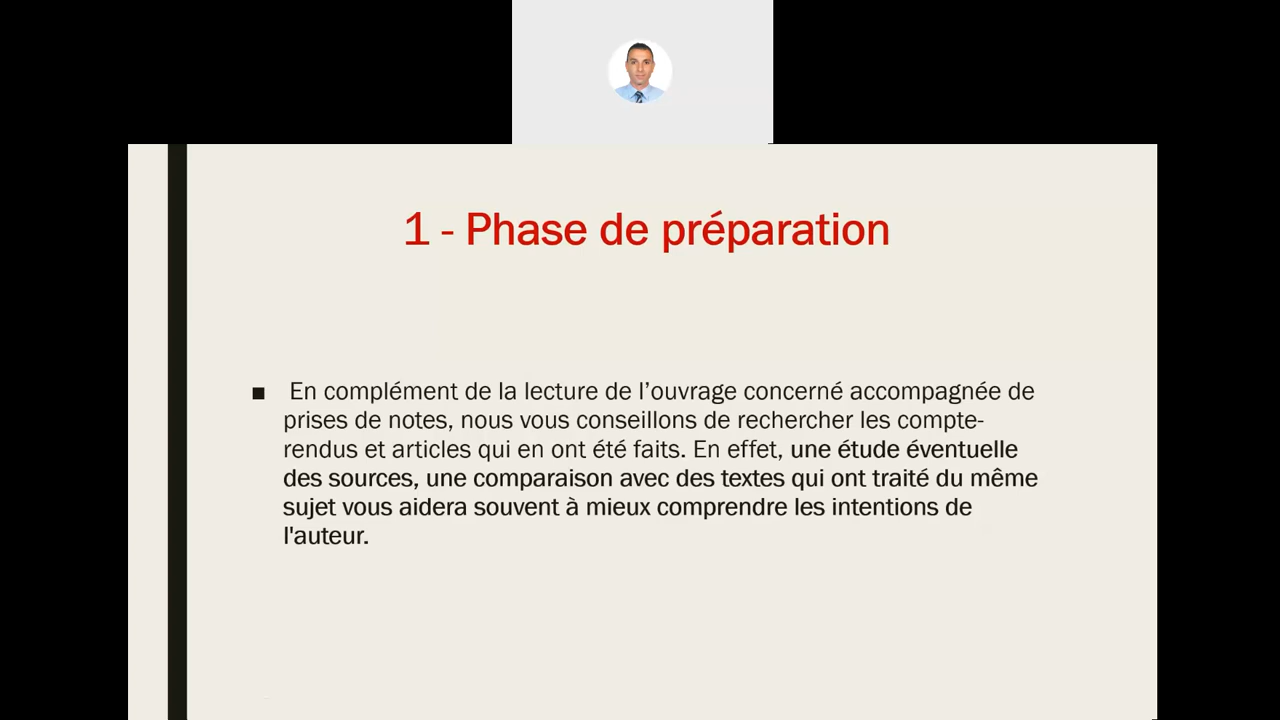 1 - Phase de préparation
■ En complément de la lecture de l’ouvrage concerné accompagnée de
prises de notes, nous vous conseillons de rechercher les compte-
rendus et articles qui en ont été faits. En effet, une étude éventuelle
des sources, une comparaison avec des textes qui ont traité du même
sujet vous aidera souvent à mieux comprendre les intentions de
l'auteur.